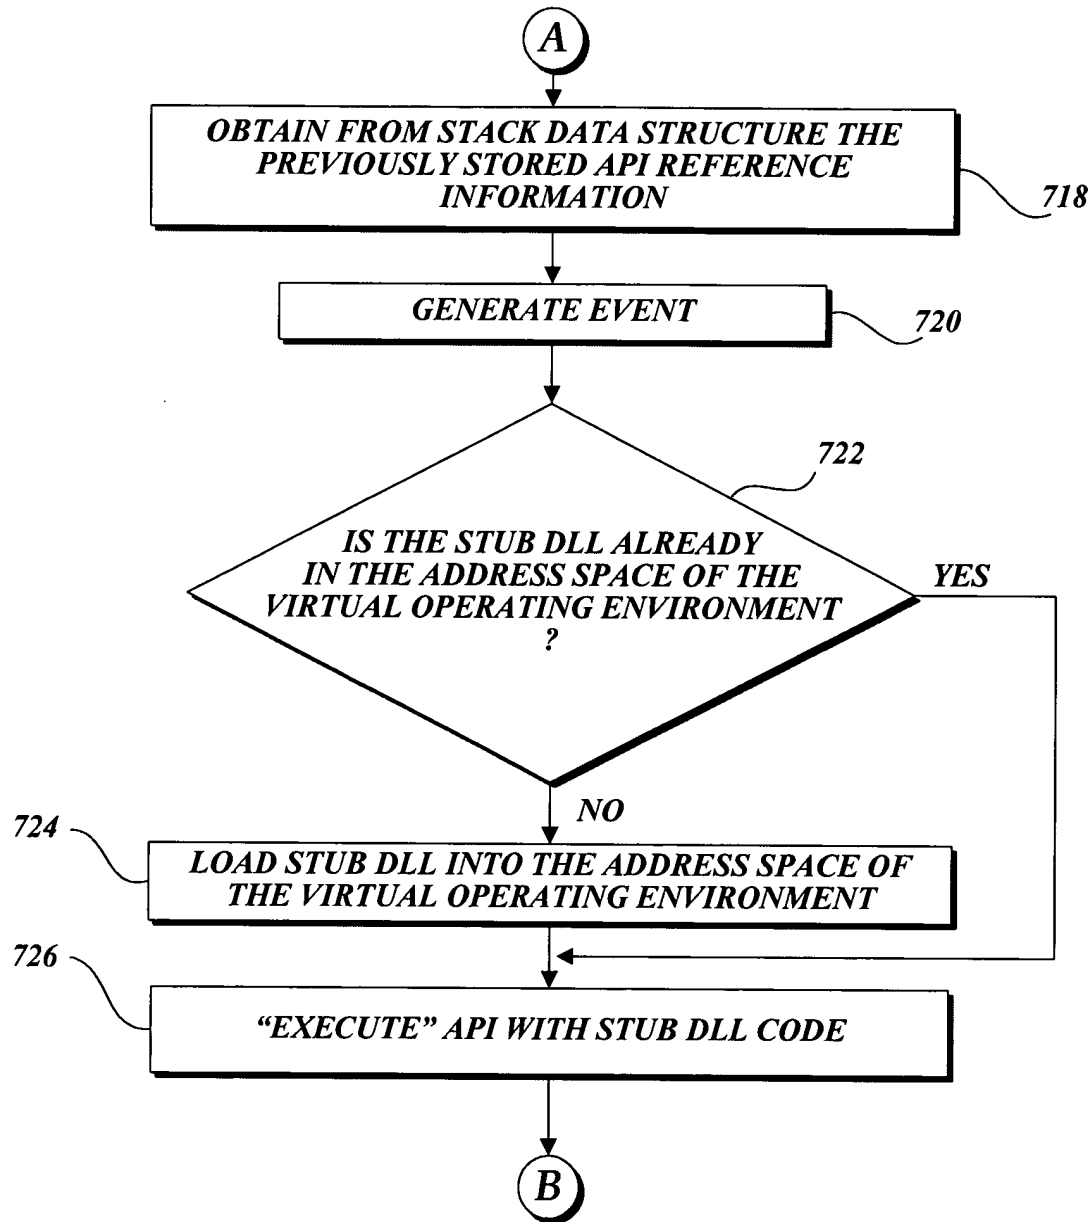 A
OBTAIN FROM STACK DATA STRUCTURE THE
PREVIOUSLY STORED API REFERENCE
INFORMATION
718
GENERATE EVENT
720
722
IS THE STUB DLL ALREADY
IN THE ADDRESS SPACE OF THE
VIRTUAL OPERATING ENVIRONMENT
?
YES
NO
724
LOAD STUB DLL INTO THE ADDRESS SPACE OF
THE VIRTUAL OPERATING ENVIRONMENT
726
“EXECUTE” API WITH STUB DLL CODE
B